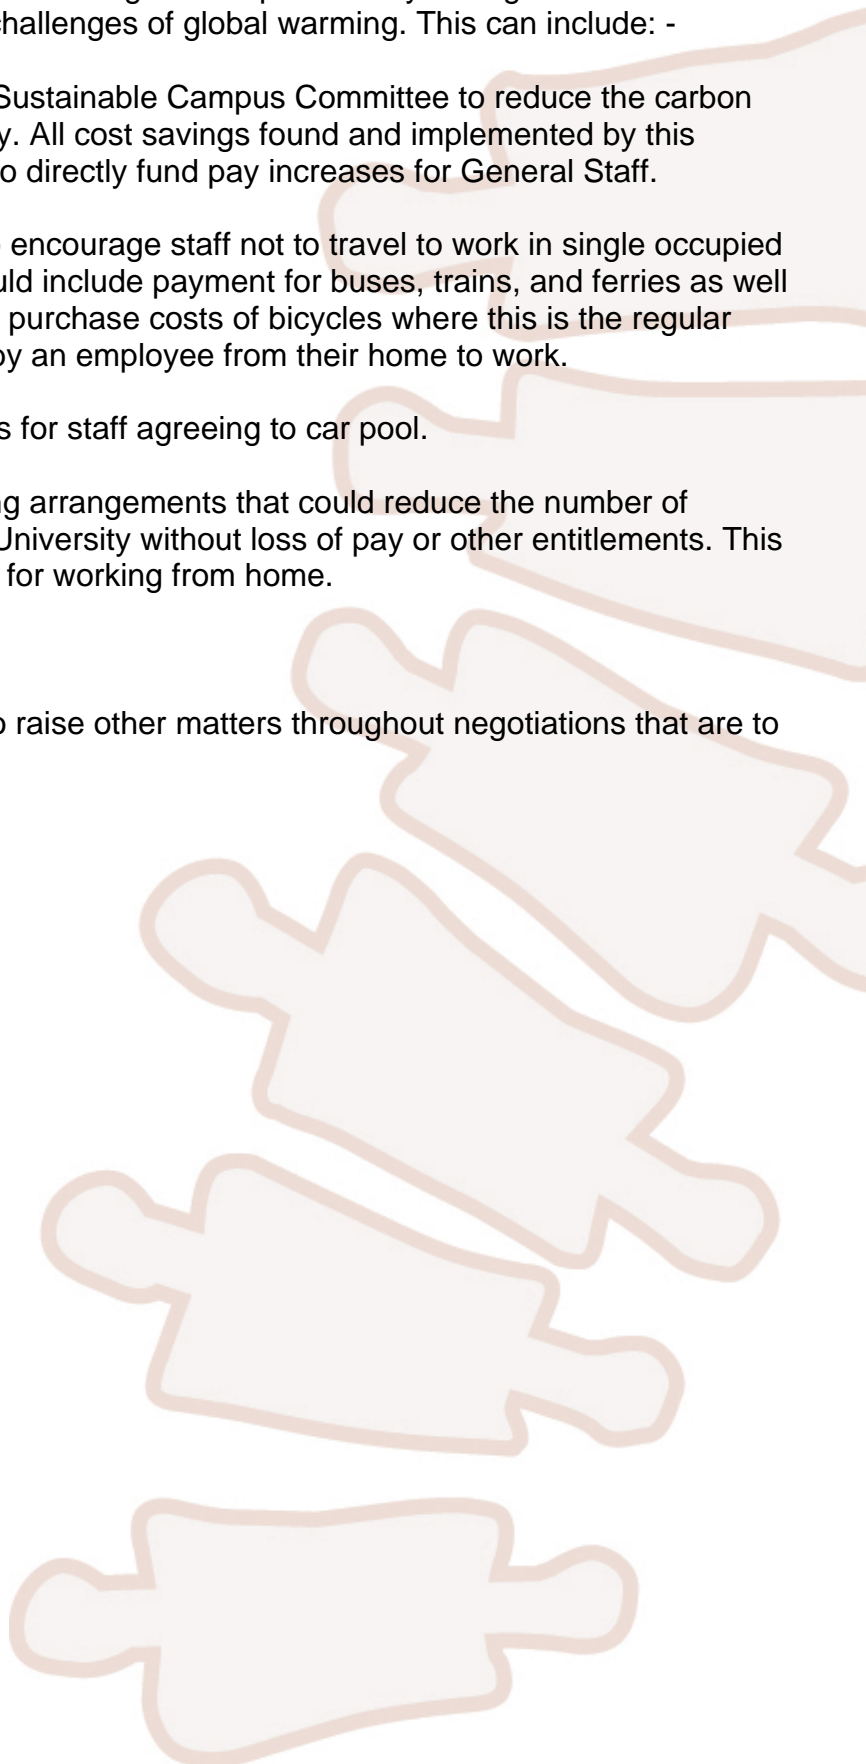 challenges of global warming. This can include: -
Sustainable Campus Committee to reduce the carbon
y. All cost savings found and implemented by this
o directly fund pay increases for General Staff.
encourage staff not to travel to work in single occupied
uld include payment for buses, trains, and ferries as well
purchase costs of bicycles where this is the regular
by an employee from their home to work.
s for staff agreeing to car pool.
ng arrangements that could reduce the number of
University without loss of pay or other entitlements. This
for working from home.
o raise other matters throughout negotiations that are to